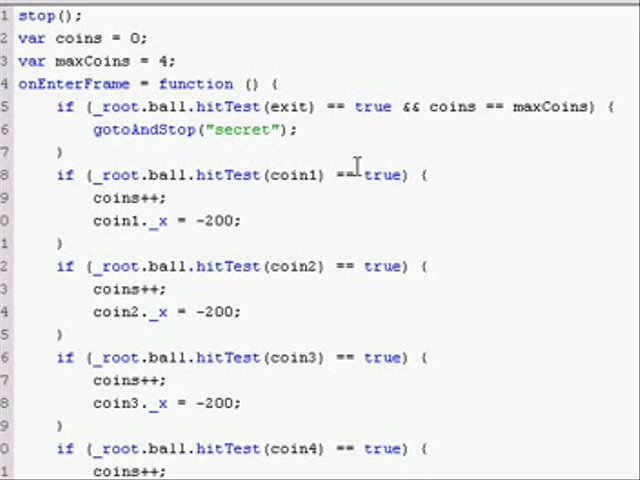 1 stop();
2 var coins = 0;
3 var maxCoins = 4;
4 onEnterFrame = function () {
5 if (_root.ball.hitTest(exit) == true && coins == maxCoins) {
6 gotoAndStop("secret");
7 }
8 if (_root.ball.hitTest(coin1) == true) {
9 coins++;
0 coin1._x = -200;
1 }
2 if (_root.ball.hitTest(coin2) == true) {
3 coins++;
4 coin2._x = -200;
5 }
6 if (_root.ball.hitTest(coin3) == true) {
7 coins++;
8 coin3._x = -200;
9 }
0 if (_root.ball.hitTest(coin4) == true) {
1 coins++;